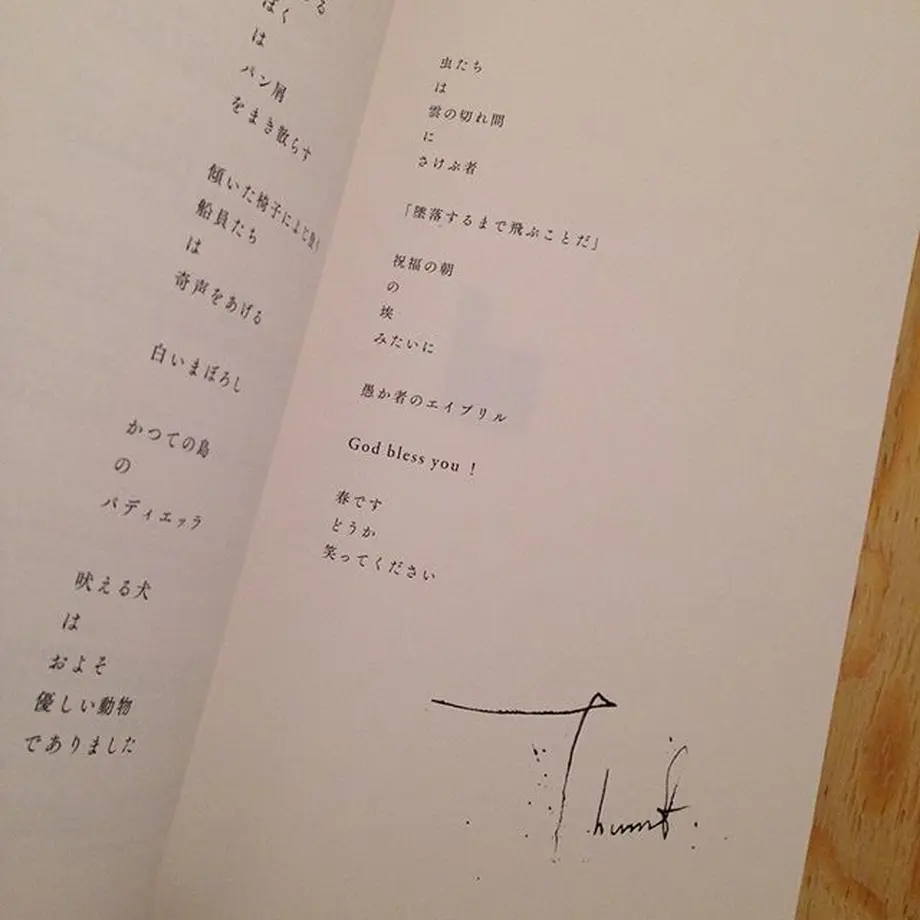 ぼく
は
パン屑
をまき散らす
傾いた椅子によじ登り
船員たち
は
奇声をあげる
白いまぼろし
かつての島
の
パディエッラ
吠える犬
は
およそ
優しい動物
でありました
虫たち
は
雲の切れ間
に
さけぶ者
「墜落するまで飛ぶことだ」
祝福の朝
の
埃
みたいに
愚か者のエイプリル
God bless you !
春です
どうか
笑ってください